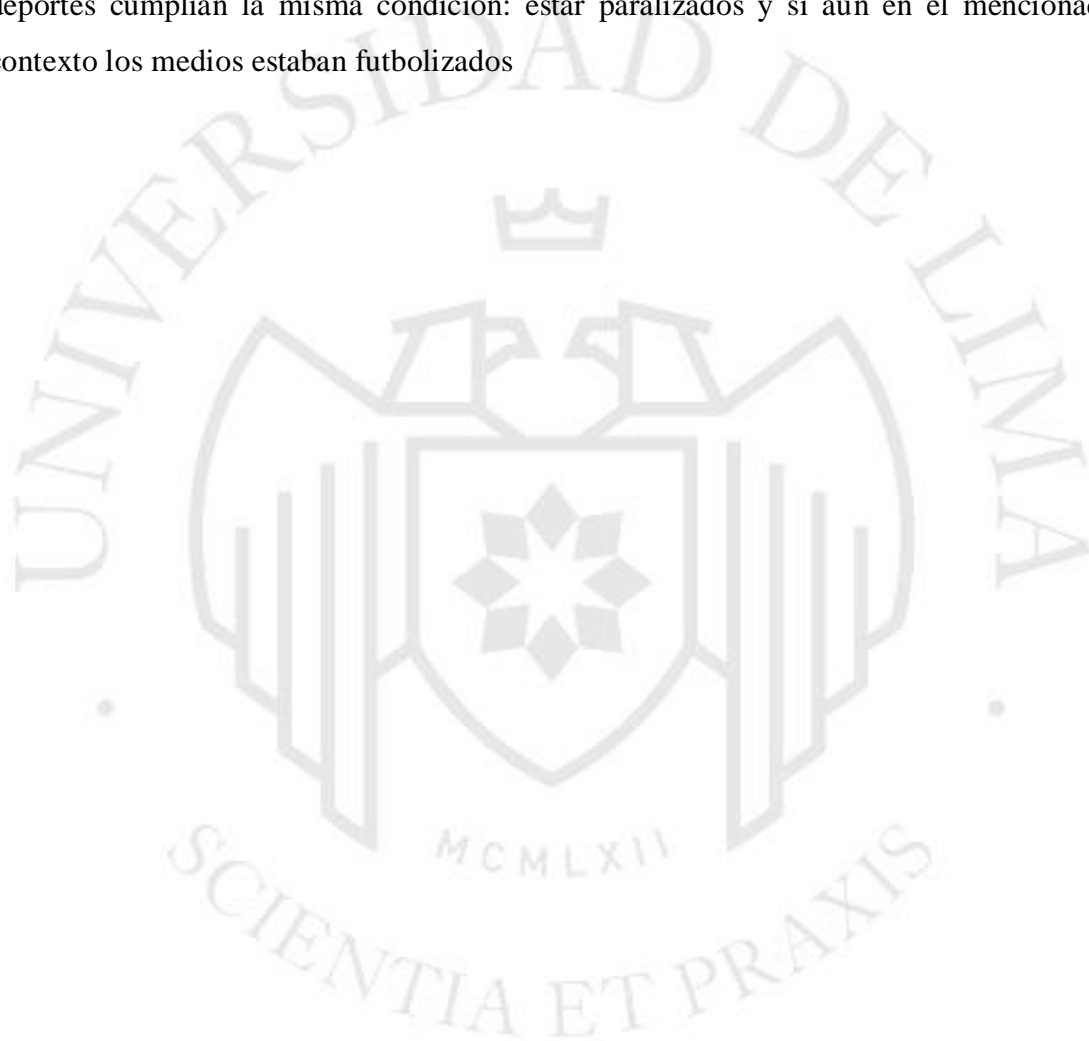 deportes cumplían la misma condición: estar paralizados y si aún en el mencionad
contexto los medios estaban futbolizados
UNIVERSIDAD DE LIMA
MCMLXII
SCIENTIA ET PRAXIS